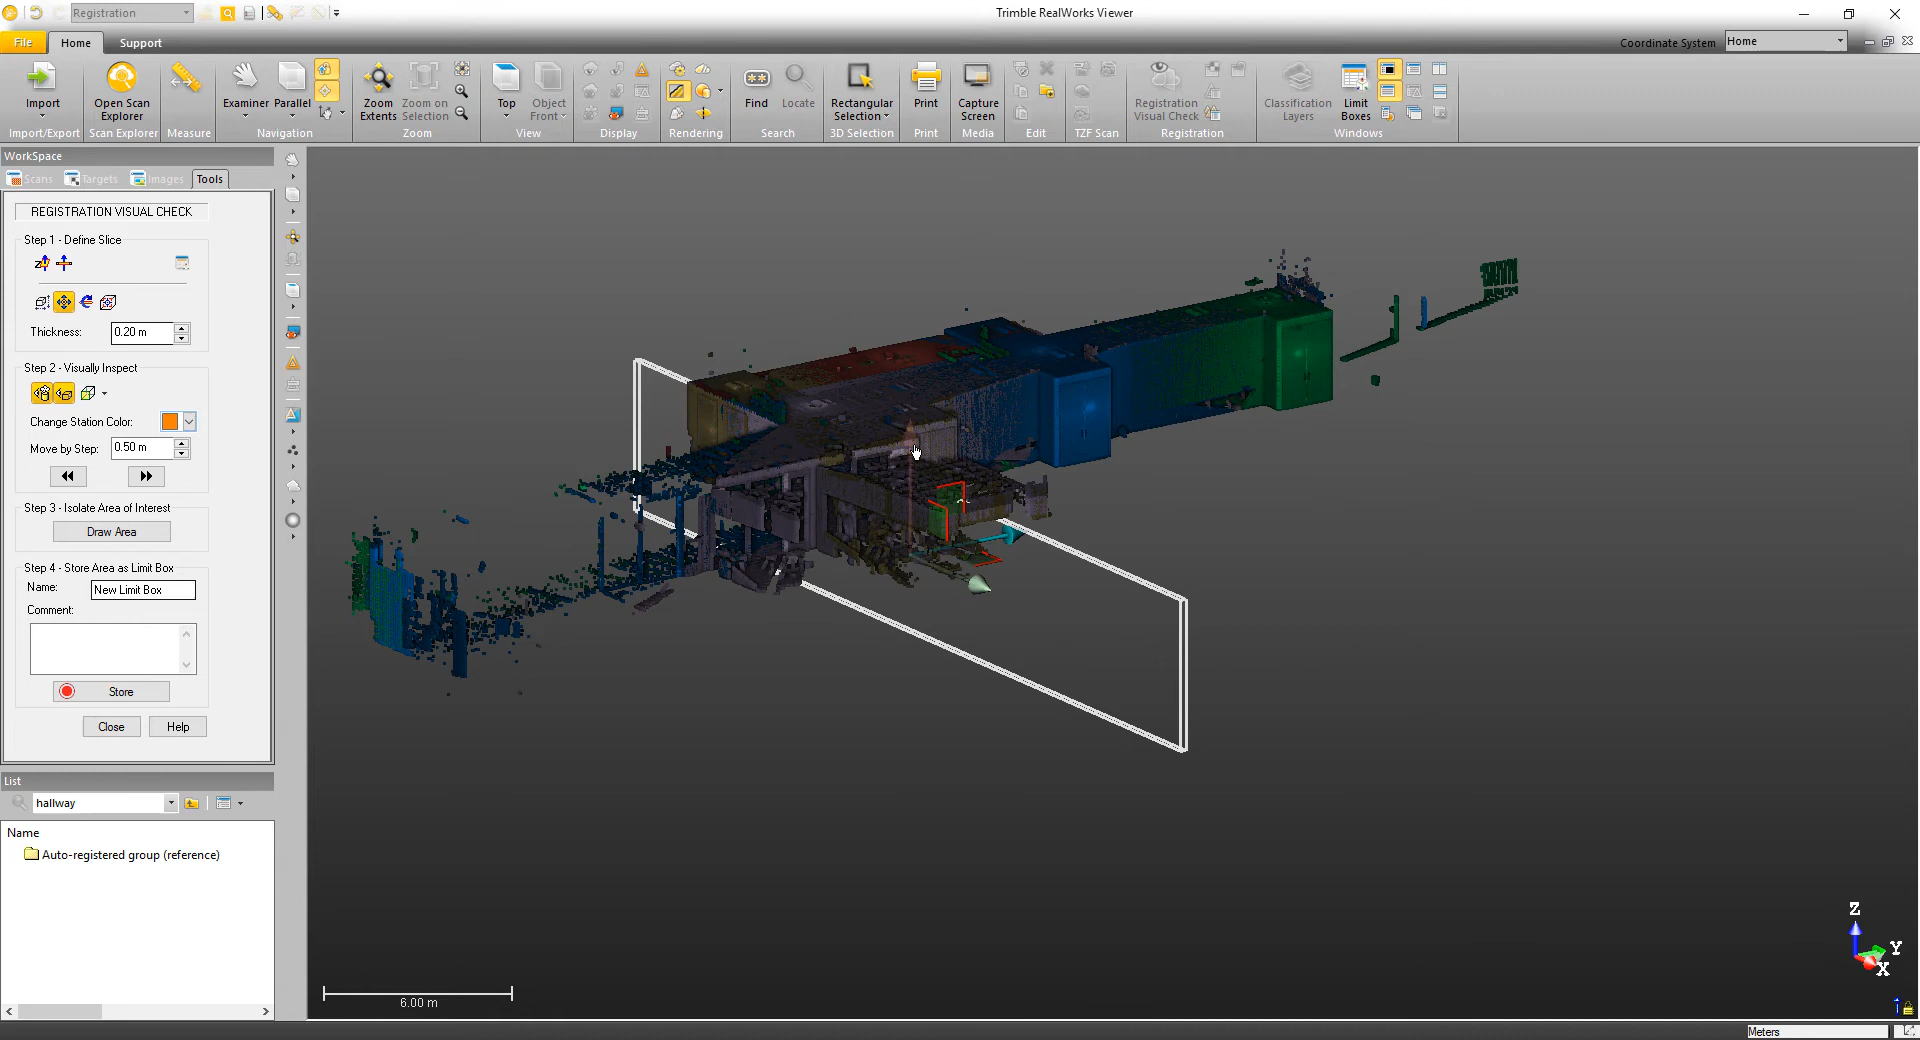 Registration
Trimble RealWorks Viewer
File
Home
Support
Coordinate System
Home
Import
Open Scan
Explorer
Examiner
Parallel
Zoom
Extents
Zoom on
Selection
Top
Object
Front
Find
Locate
Rectangular
Selection
Print
Capture
Screen
Registration
Visual Check
Classification
Layers
Limit
Boxes
Import/Export
Scan Explorer
Measure
Navigation
Zoom
View
Display
Rendering
Search
3D Selection
Print
Media
Edit
TZF Scan
Registration
Windows
WorkSpace
Scans
Targets
Images
Tools
REGISTRATION VISUAL CHECK
Step 1 - Define Slice
Thickness:
0.20 m
Step 2 - Visually Inspect
Change Station Color:
Move by Step:
0.50 m
Step 3 - Isolate Area of Interest
Draw Area
Step 4 - Store Area as Limit Box
Name:
New Limit Box
Comment:
Store
Close
Help
List
hallway
Name
Auto-registered group (reference)
6.00 m
Z
Y
X
Meters